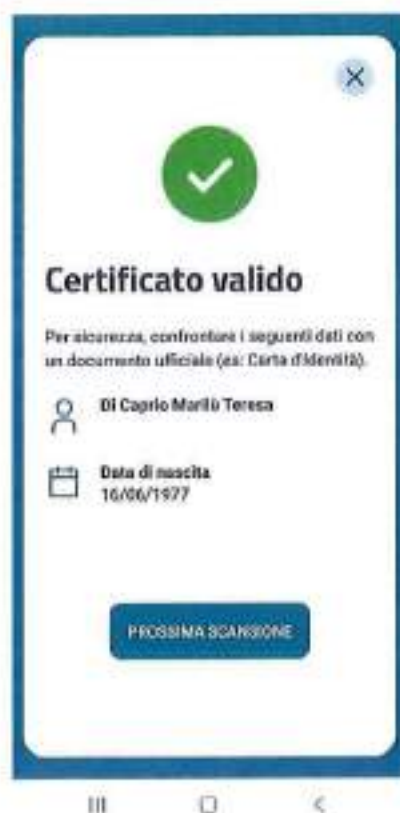 Certificato valido
Per sicurezza, confrontare i seguenti dati con
un documento ufficiale (es: Carta d'Identità).
Di Caprio Marilù Teresa
Data di nascita
16/06/1977
PROSSIMA SCANSIONE